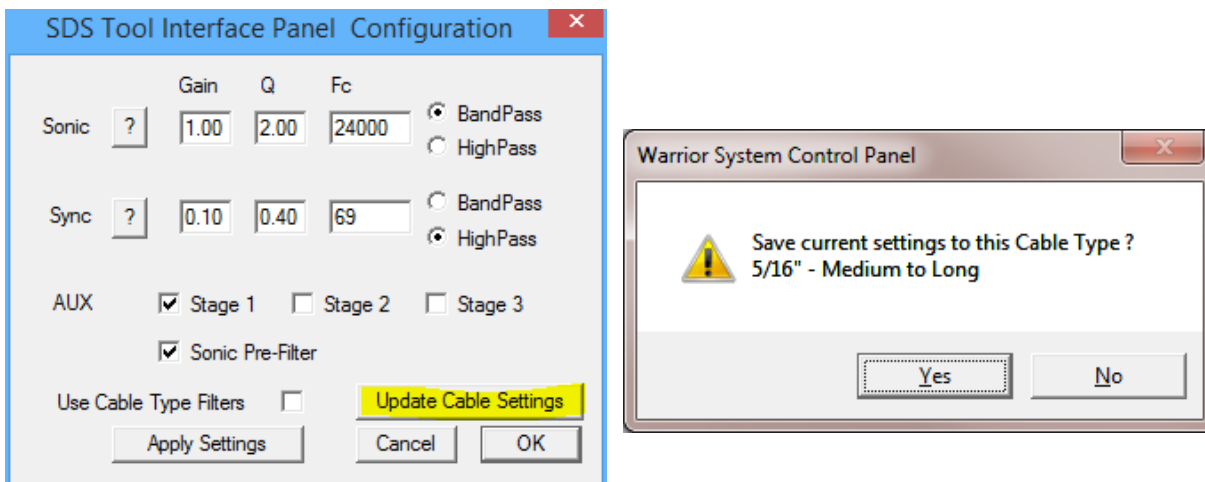 SDS Tool Interface Panel Configuration
Gain Q Fc
Sonic ? 1.00 2.00 24000 BandPass
HighPass
Sync ? 0.10 0.40 69 BandPass
HighPass
AUX Stage 1 Stage 2 Stage 3
Sonic Pre-Filter
Use Cable Type Filters Update Cable Settings
Apply Settings Cancel OK
Warrior System Control Panel
Save current settings to this Cable Type ?
5/16" - Medium to Long
Yes No